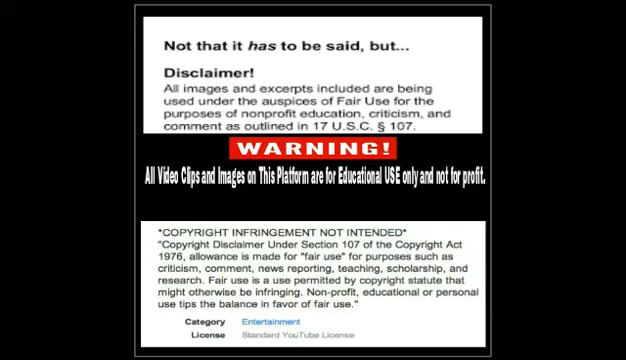 Not that it has to be said, but...
Disclaimer!
All images and excerpts included are being
used under the auspices of Fair Use for the
purposes of nonprofit education, criticism, and
comment as outlined in 17 U.S.C. § 107.
WARNING!
All Video Clips and Images on This Platform are for Educational USE only and not for profit.
*COPYRIGHT INFRINGEMENT NOT INTENDED*
"Copyright Disclaimer Under Section 107 of the Copyright Act
1976, allowance is made for "fair use" for purposes such as
criticism, comment, news reporting, teaching, scholarship, and
research. Fair use is a use permitted by copyright statute that
might otherwise be infringing. Non-profit, educational or personal
use tips the balance in favor of fair use."
Category Entertainment
License Standard YouTube License